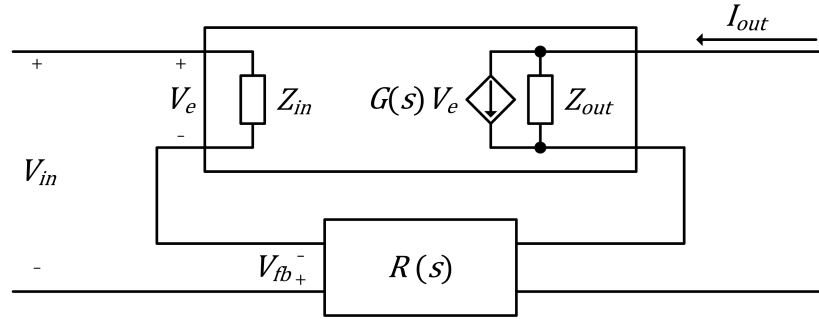 I_out
+ +
V_e Z_in G(s) V_e Z_out
-
V_in
-
V_fb + R(s)
-